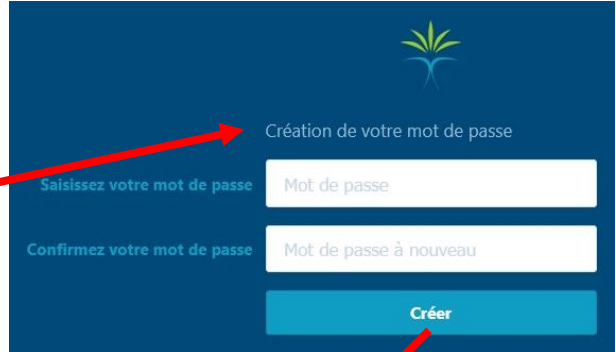 Création de votre mot de passe
Saisissez votre mot de passe Mot de passe
Confirmez votre mot de passe Mot de passe à nouveau
Créer